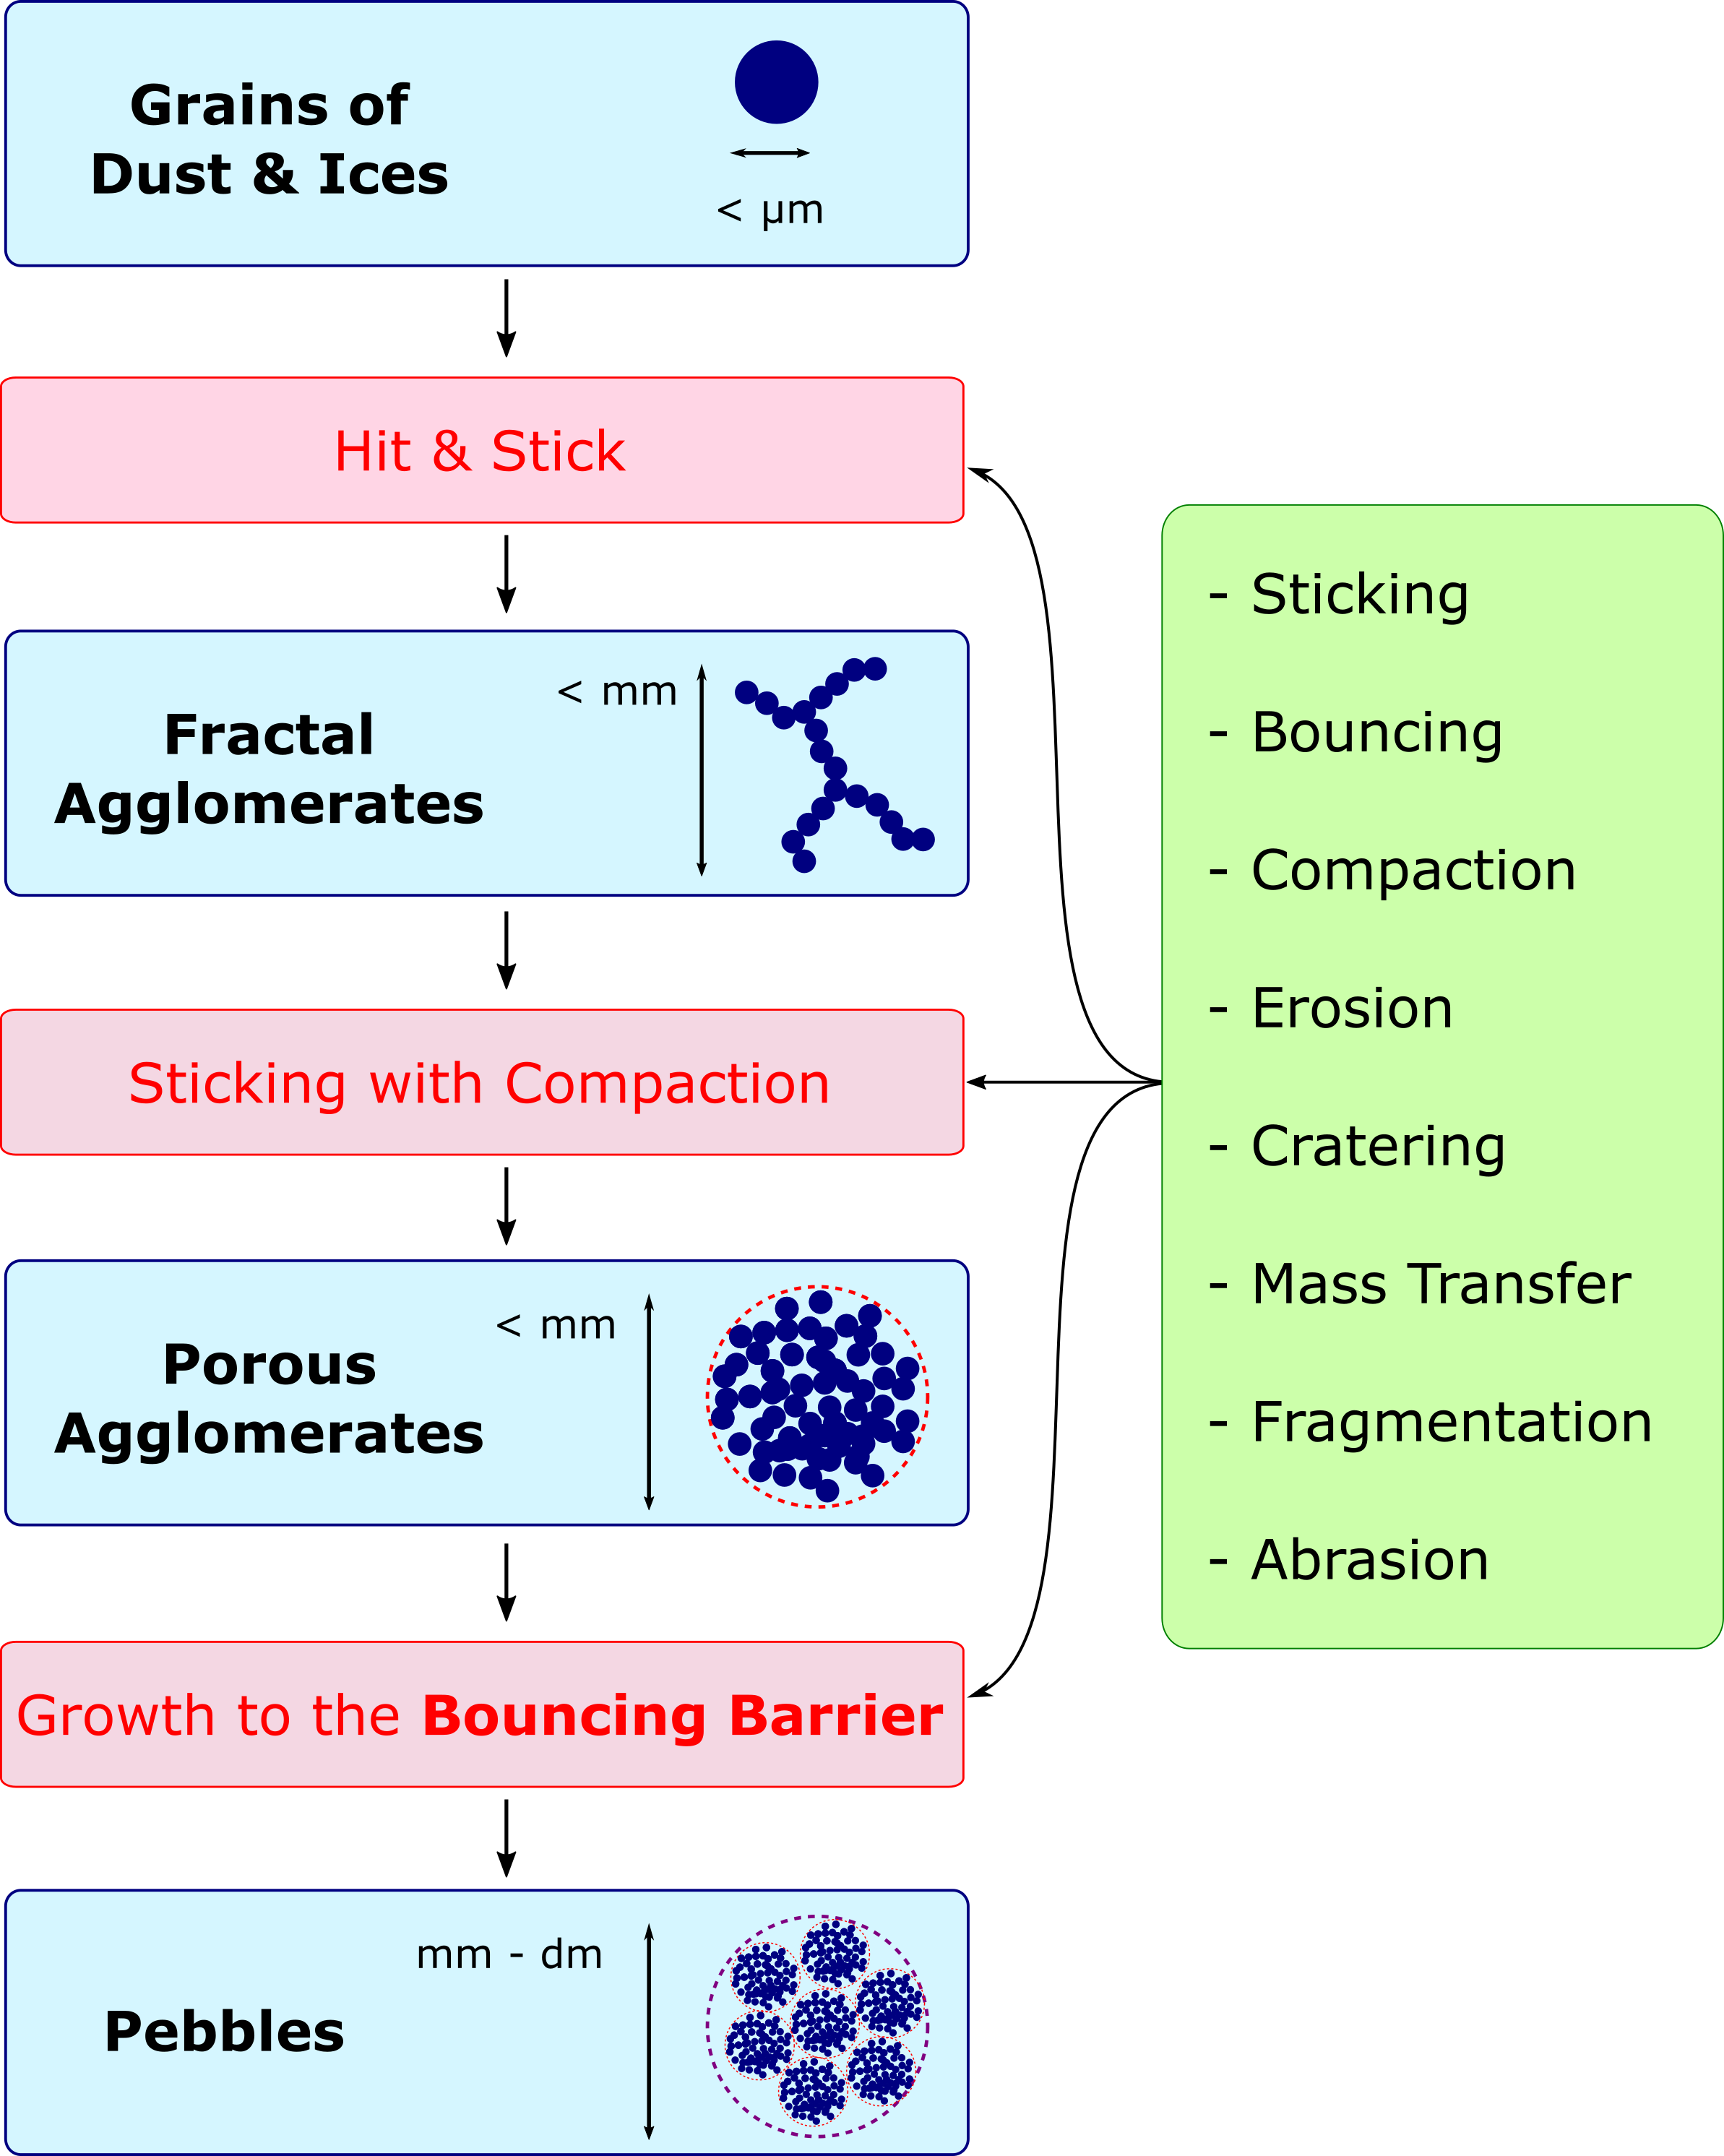 Grains of
Dust & Ices
< µm
Hit & Stick
< mm
Fractal
Agglomerates
Sticking with Compaction
< mm
Porous
Agglomerates
Growth to the Bouncing Barrier
mm - dm
Pebbles
- Sticking
- Bouncing
- Compaction
- Erosion
- Cratering
- Mass Transfer
- Fragmentation
- Abrasion